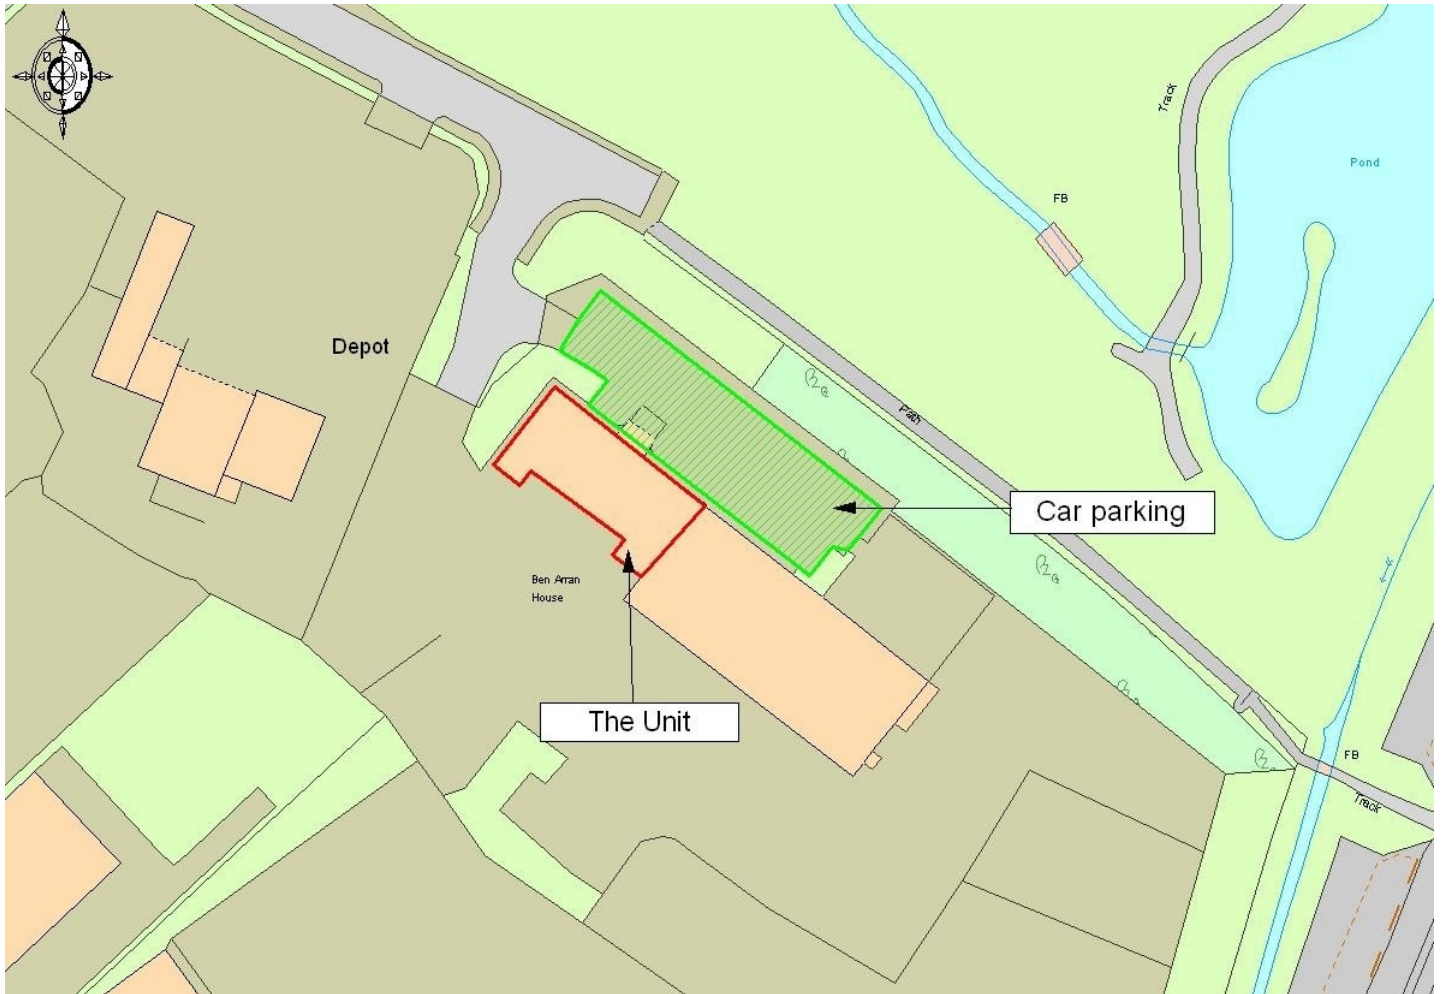 Track
Pond
FB
Depot
Path
Car parking
Ben Arran
House
The Unit
FB
Track